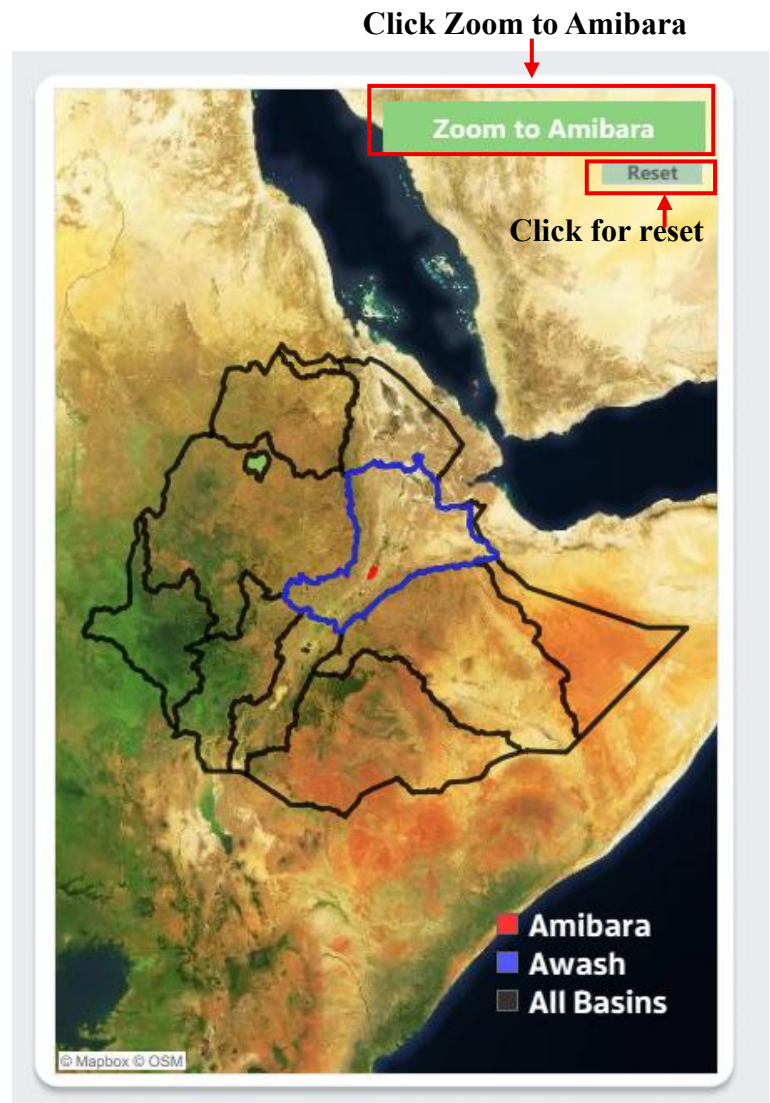 Click Zoom to Amibara
Zoom to Amibara
Reset
Click for reset
Amibara
Awash
All Basins
© Mapbox © OSM